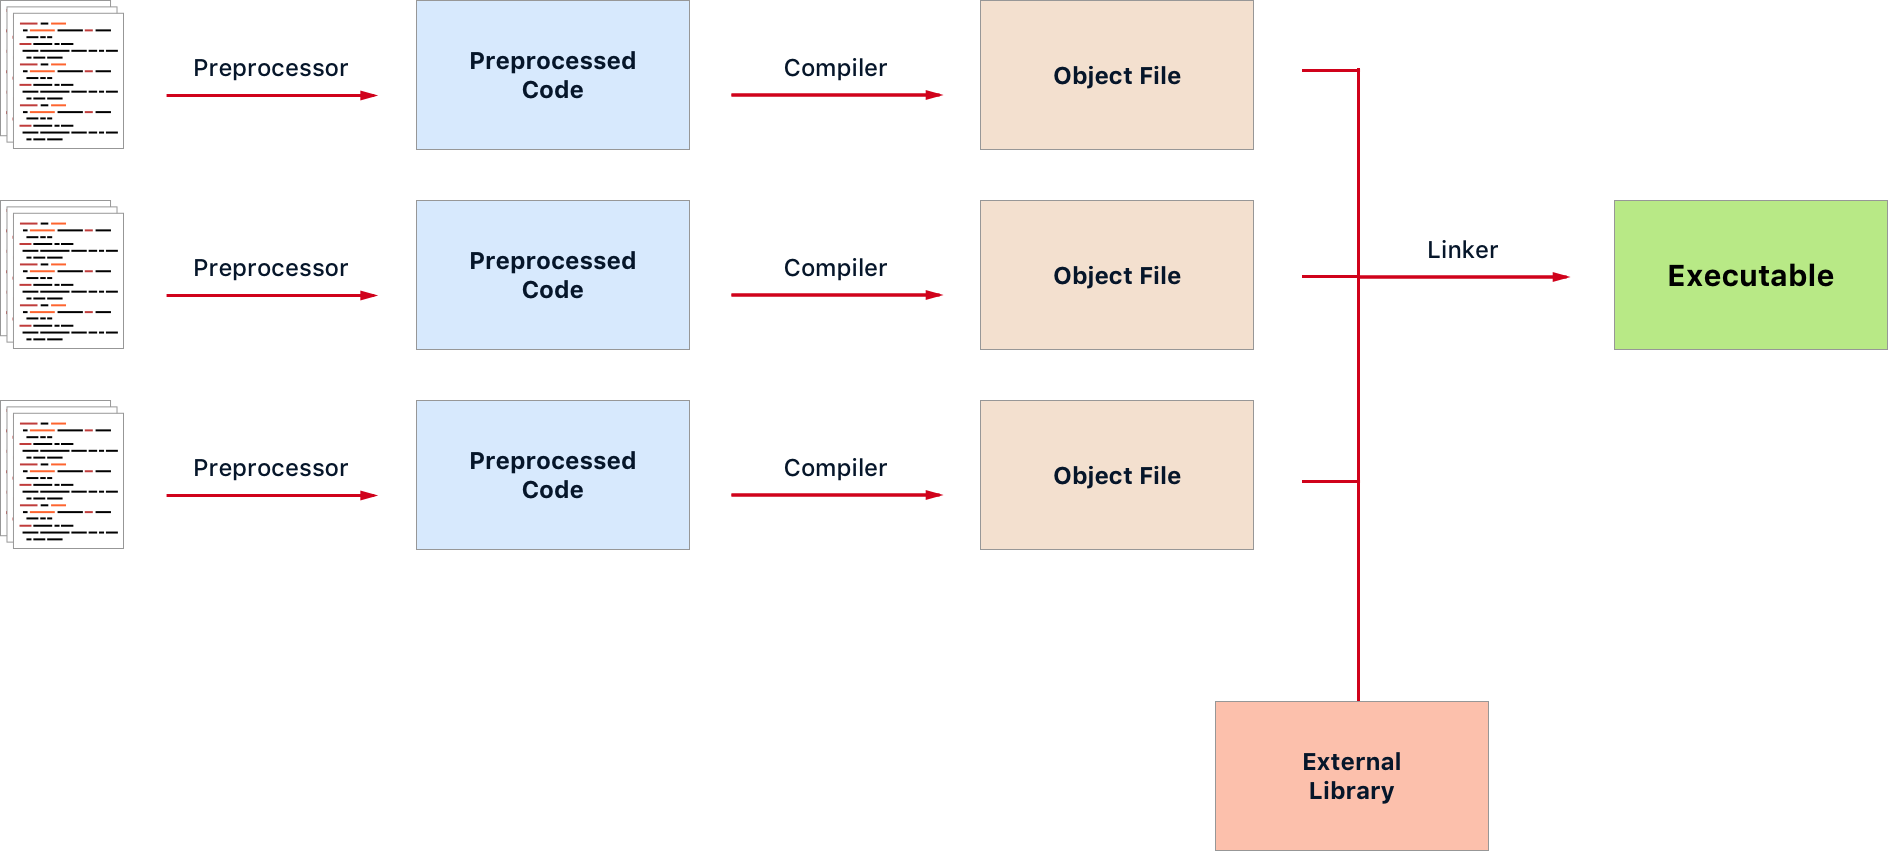 Preprocessor
Preprocessed
Code
Compiler
Object File
Preprocessor
Preprocessed
Code
Compiler
Object File
Linker
Executable
Preprocessor
Preprocessed
Code
Compiler
Object File
External
Library